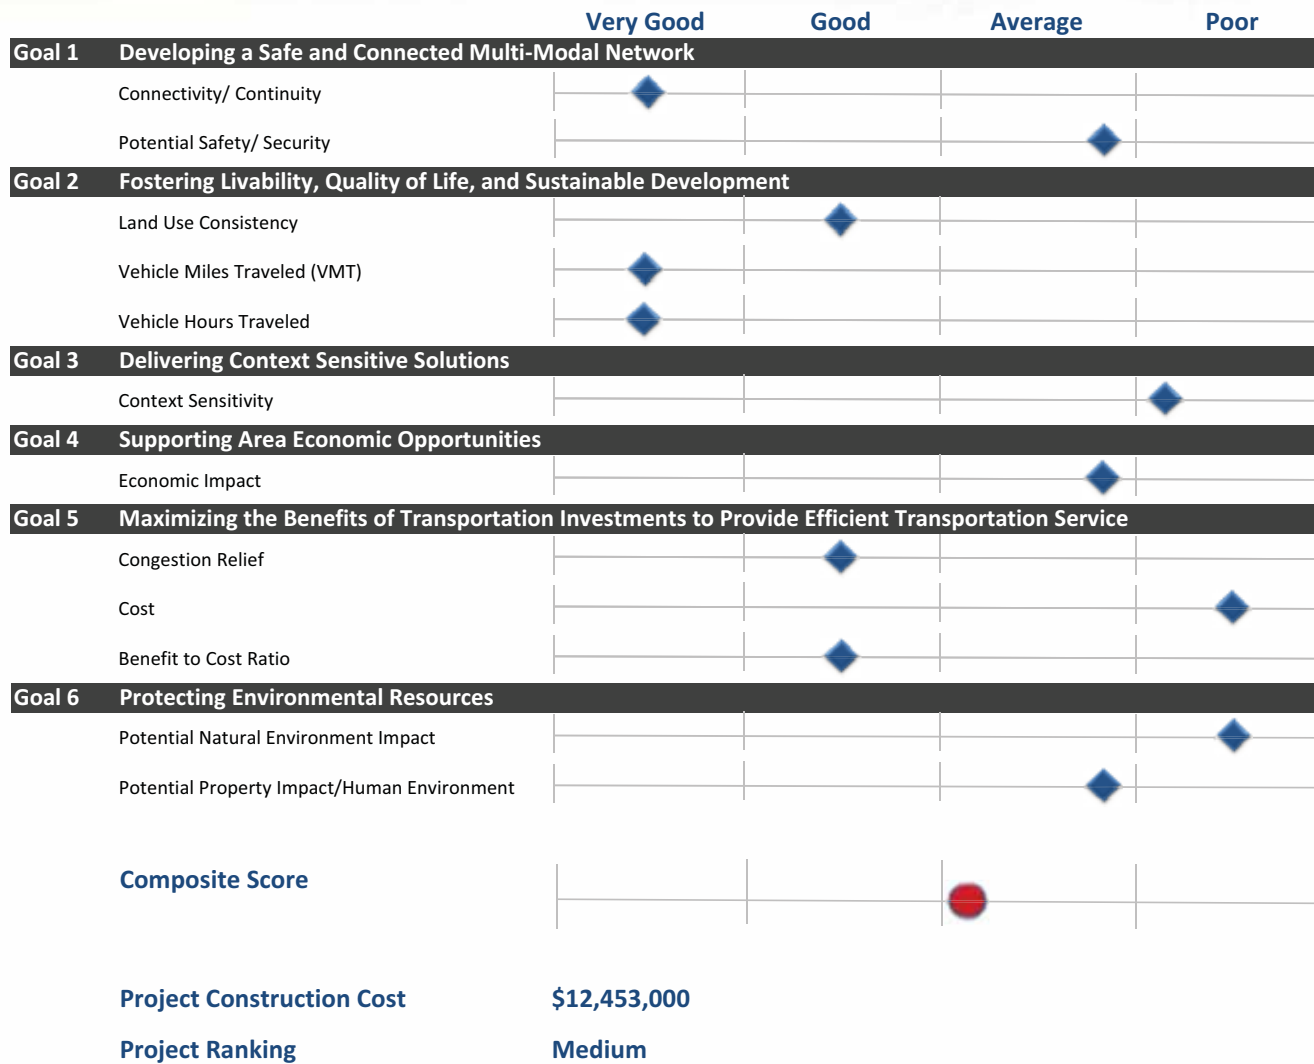 Very Good Good Average Poor
Goal 1 Developing a Safe and Connected Multi-Modal Network
Connectivity/ Continuity
Potential Safety/ Security
Goal 2 Fostering Livability, Quality of Life, and Sustainable Development
Land Use Consistency
Vehicle Miles Traveled (VMT)
Vehicle Hours Traveled
Goal 3 Delivering Context Sensitive Solutions
Context Sensitivity
Goal 4 Supporting Area Economic Opportunities
Economic Impact
Goal 5 Maximizing the Benefits of Transportation Investments to Provide Efficient Transportation Service
Congestion Relief
Cost
Benefit to Cost Ratio
Goal 6 Protecting Environmental Resources
Potential Natural Environment Impact
Potential Property Impact/Human Environment
Composite Score
Project Construction Cost $12,453,000
Project Ranking Medium